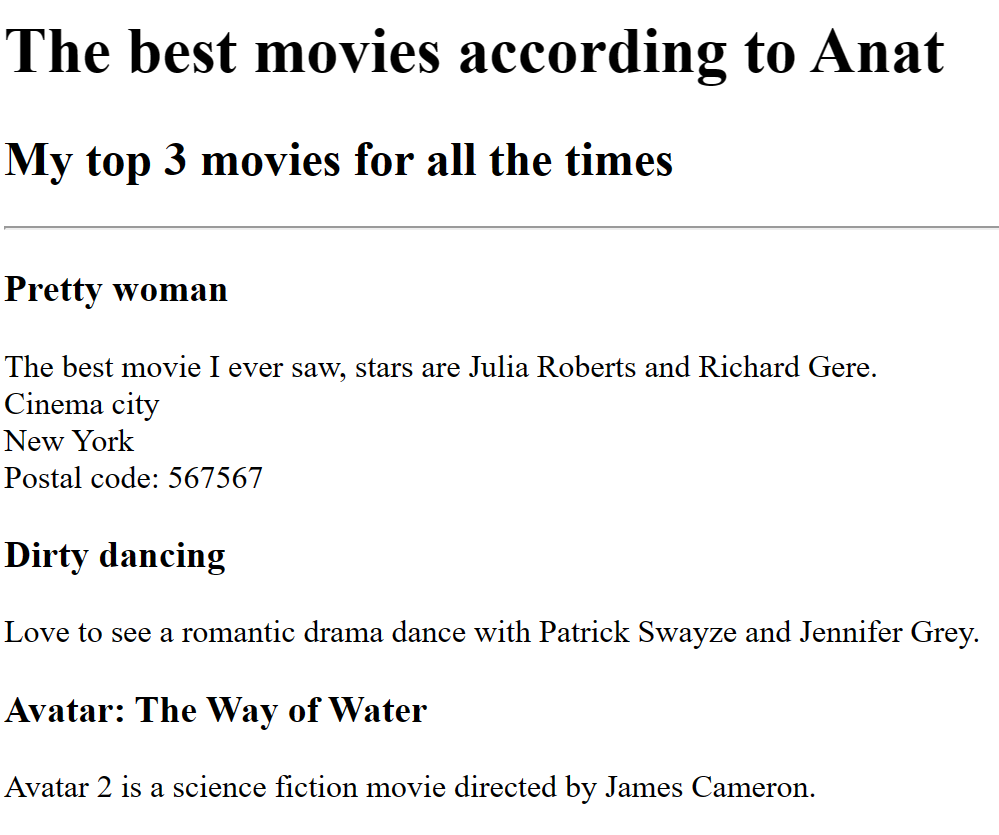 The best movies according to Anat
My top 3 movies for all the times
Pretty woman
The best movie I ever saw, stars are Julia Roberts and Richard Gere.
Cinema city
New York
Postal code: 567567
Dirty dancing
Love to see a romantic drama dance with Patrick Swayze and Jennifer Grey.
Avatar: The Way of Water
Avatar 2 is a science fiction movie directed by James Cameron.